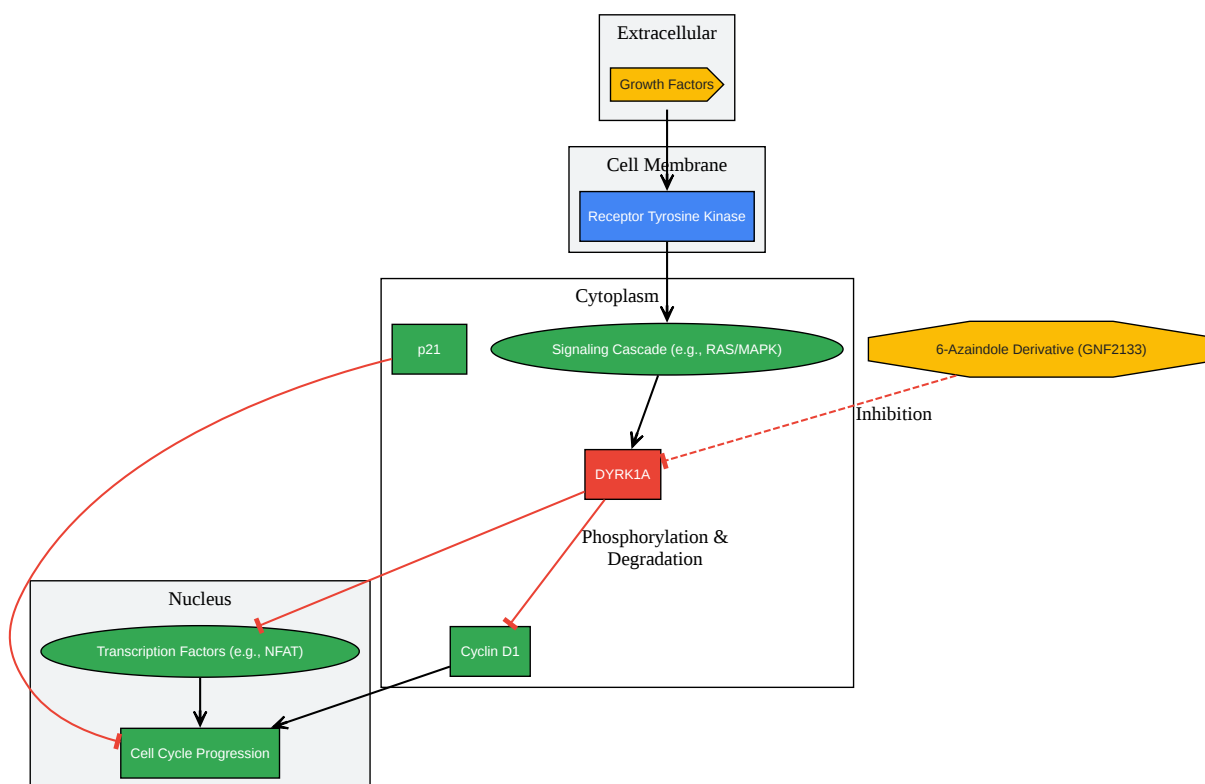 Extracellular
Growth Factors
Cell Membrane
Receptor Tyrosine Kinase
Cytoplasm
p21
Signaling Cascade (e.g., RAS/MAPK)
6-Azaindole Derivative (GNF2133)
Inhibition
DYRK1A
Phosphorylation &
Degradation
Nucleus
Transcription Factors (e.g., NFAT)
Cyclin D1
Cell Cycle Progression